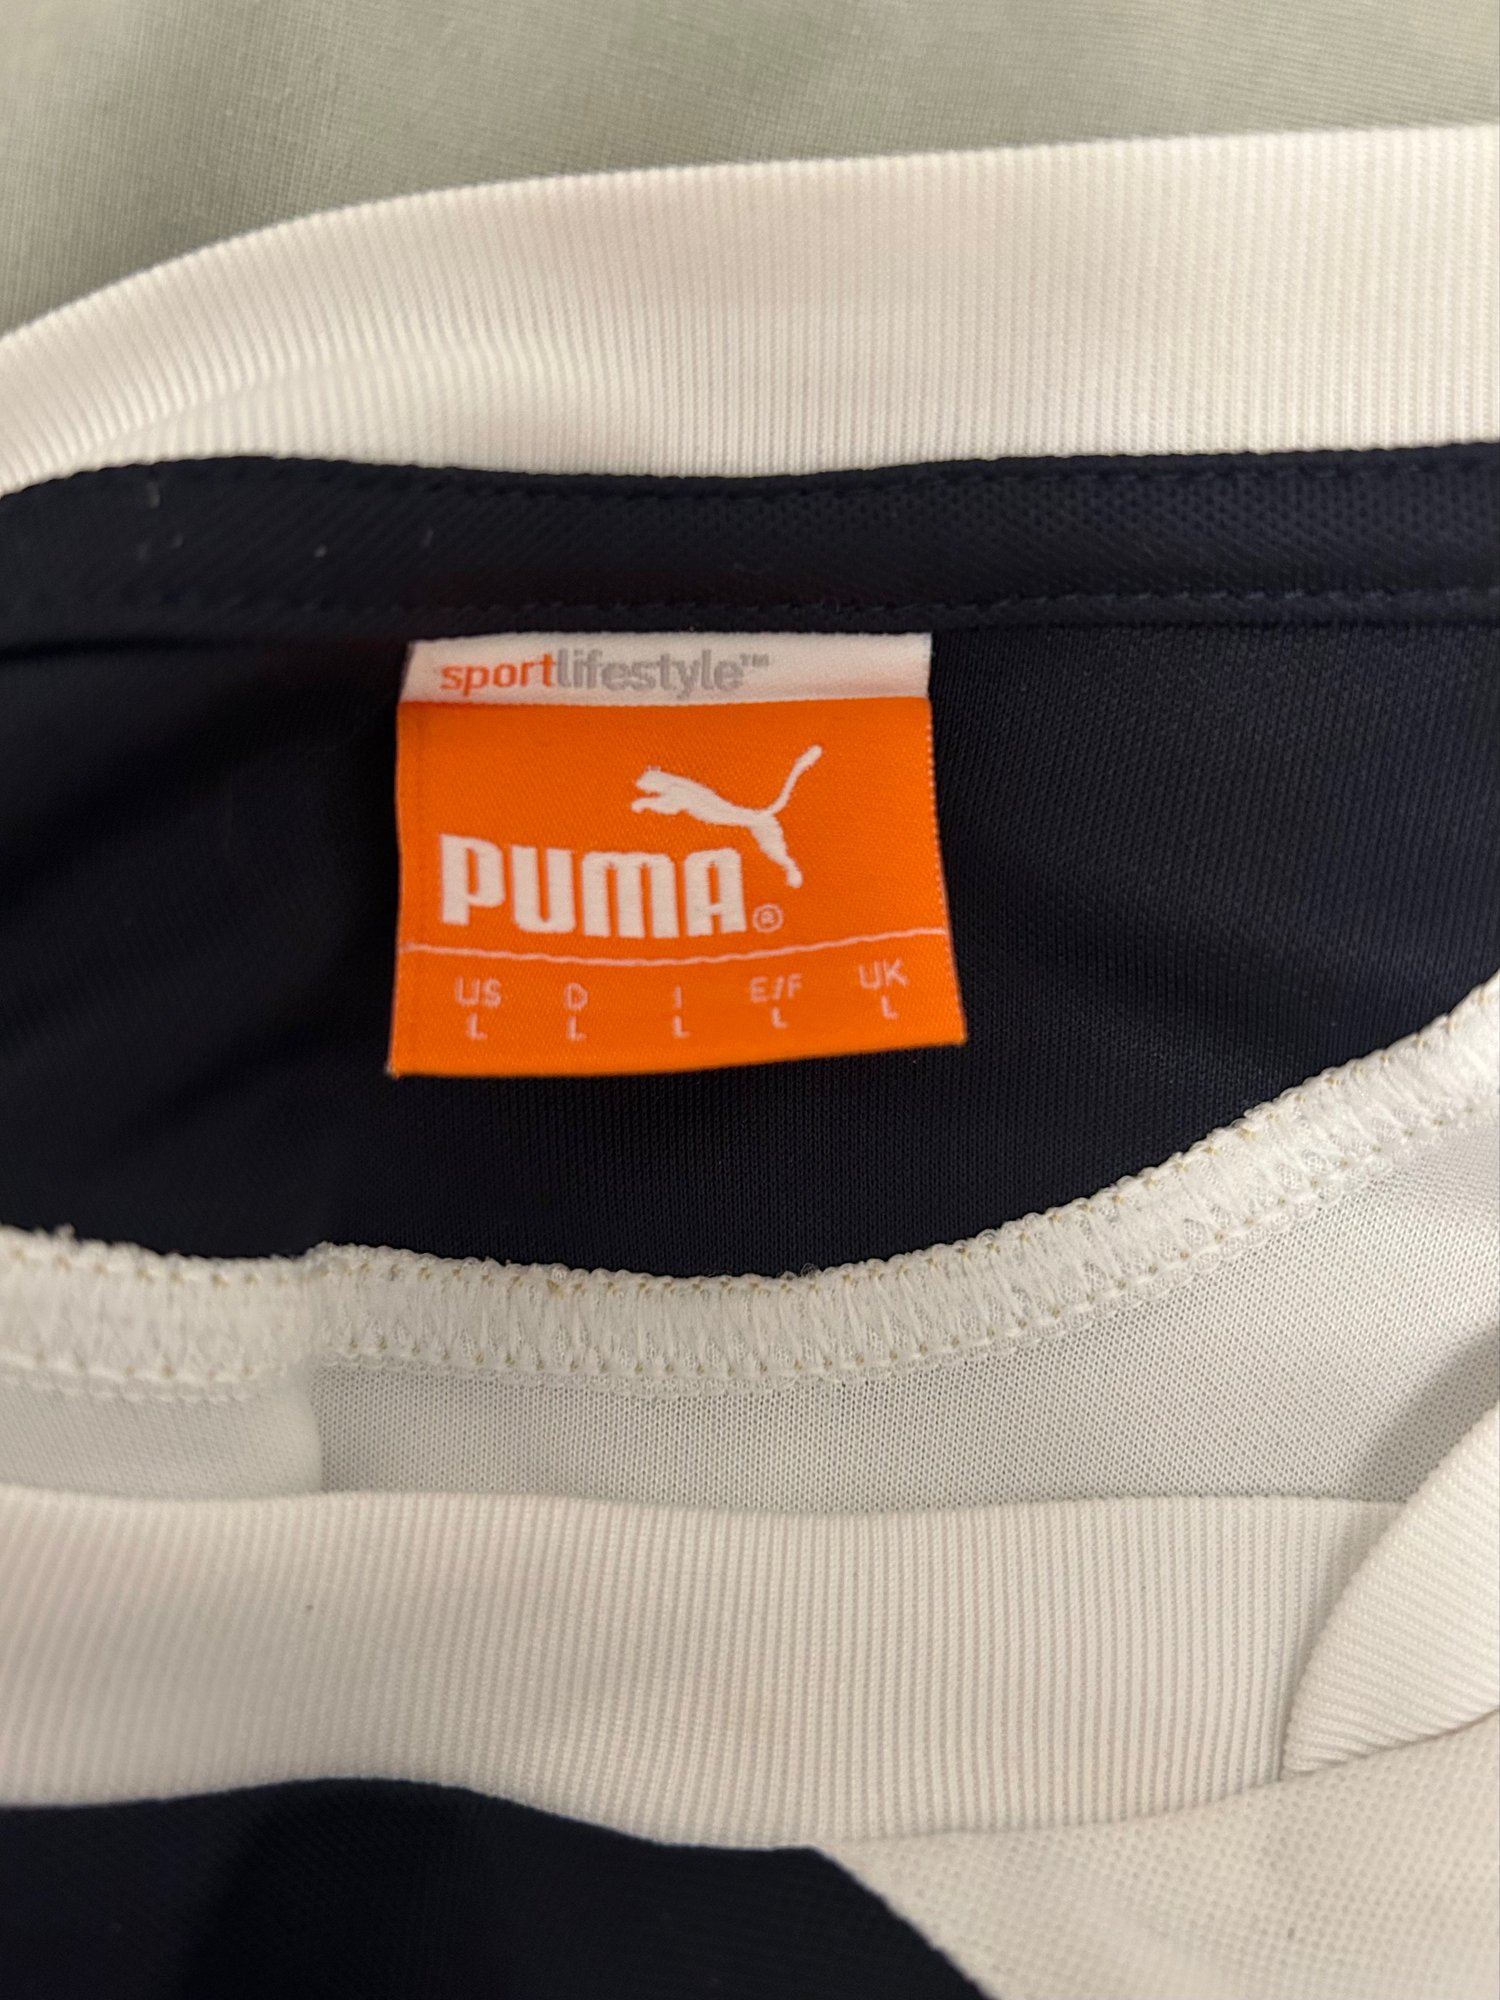 sportlifestyle™
PUMA®
US D I E/F UK
L L L L L